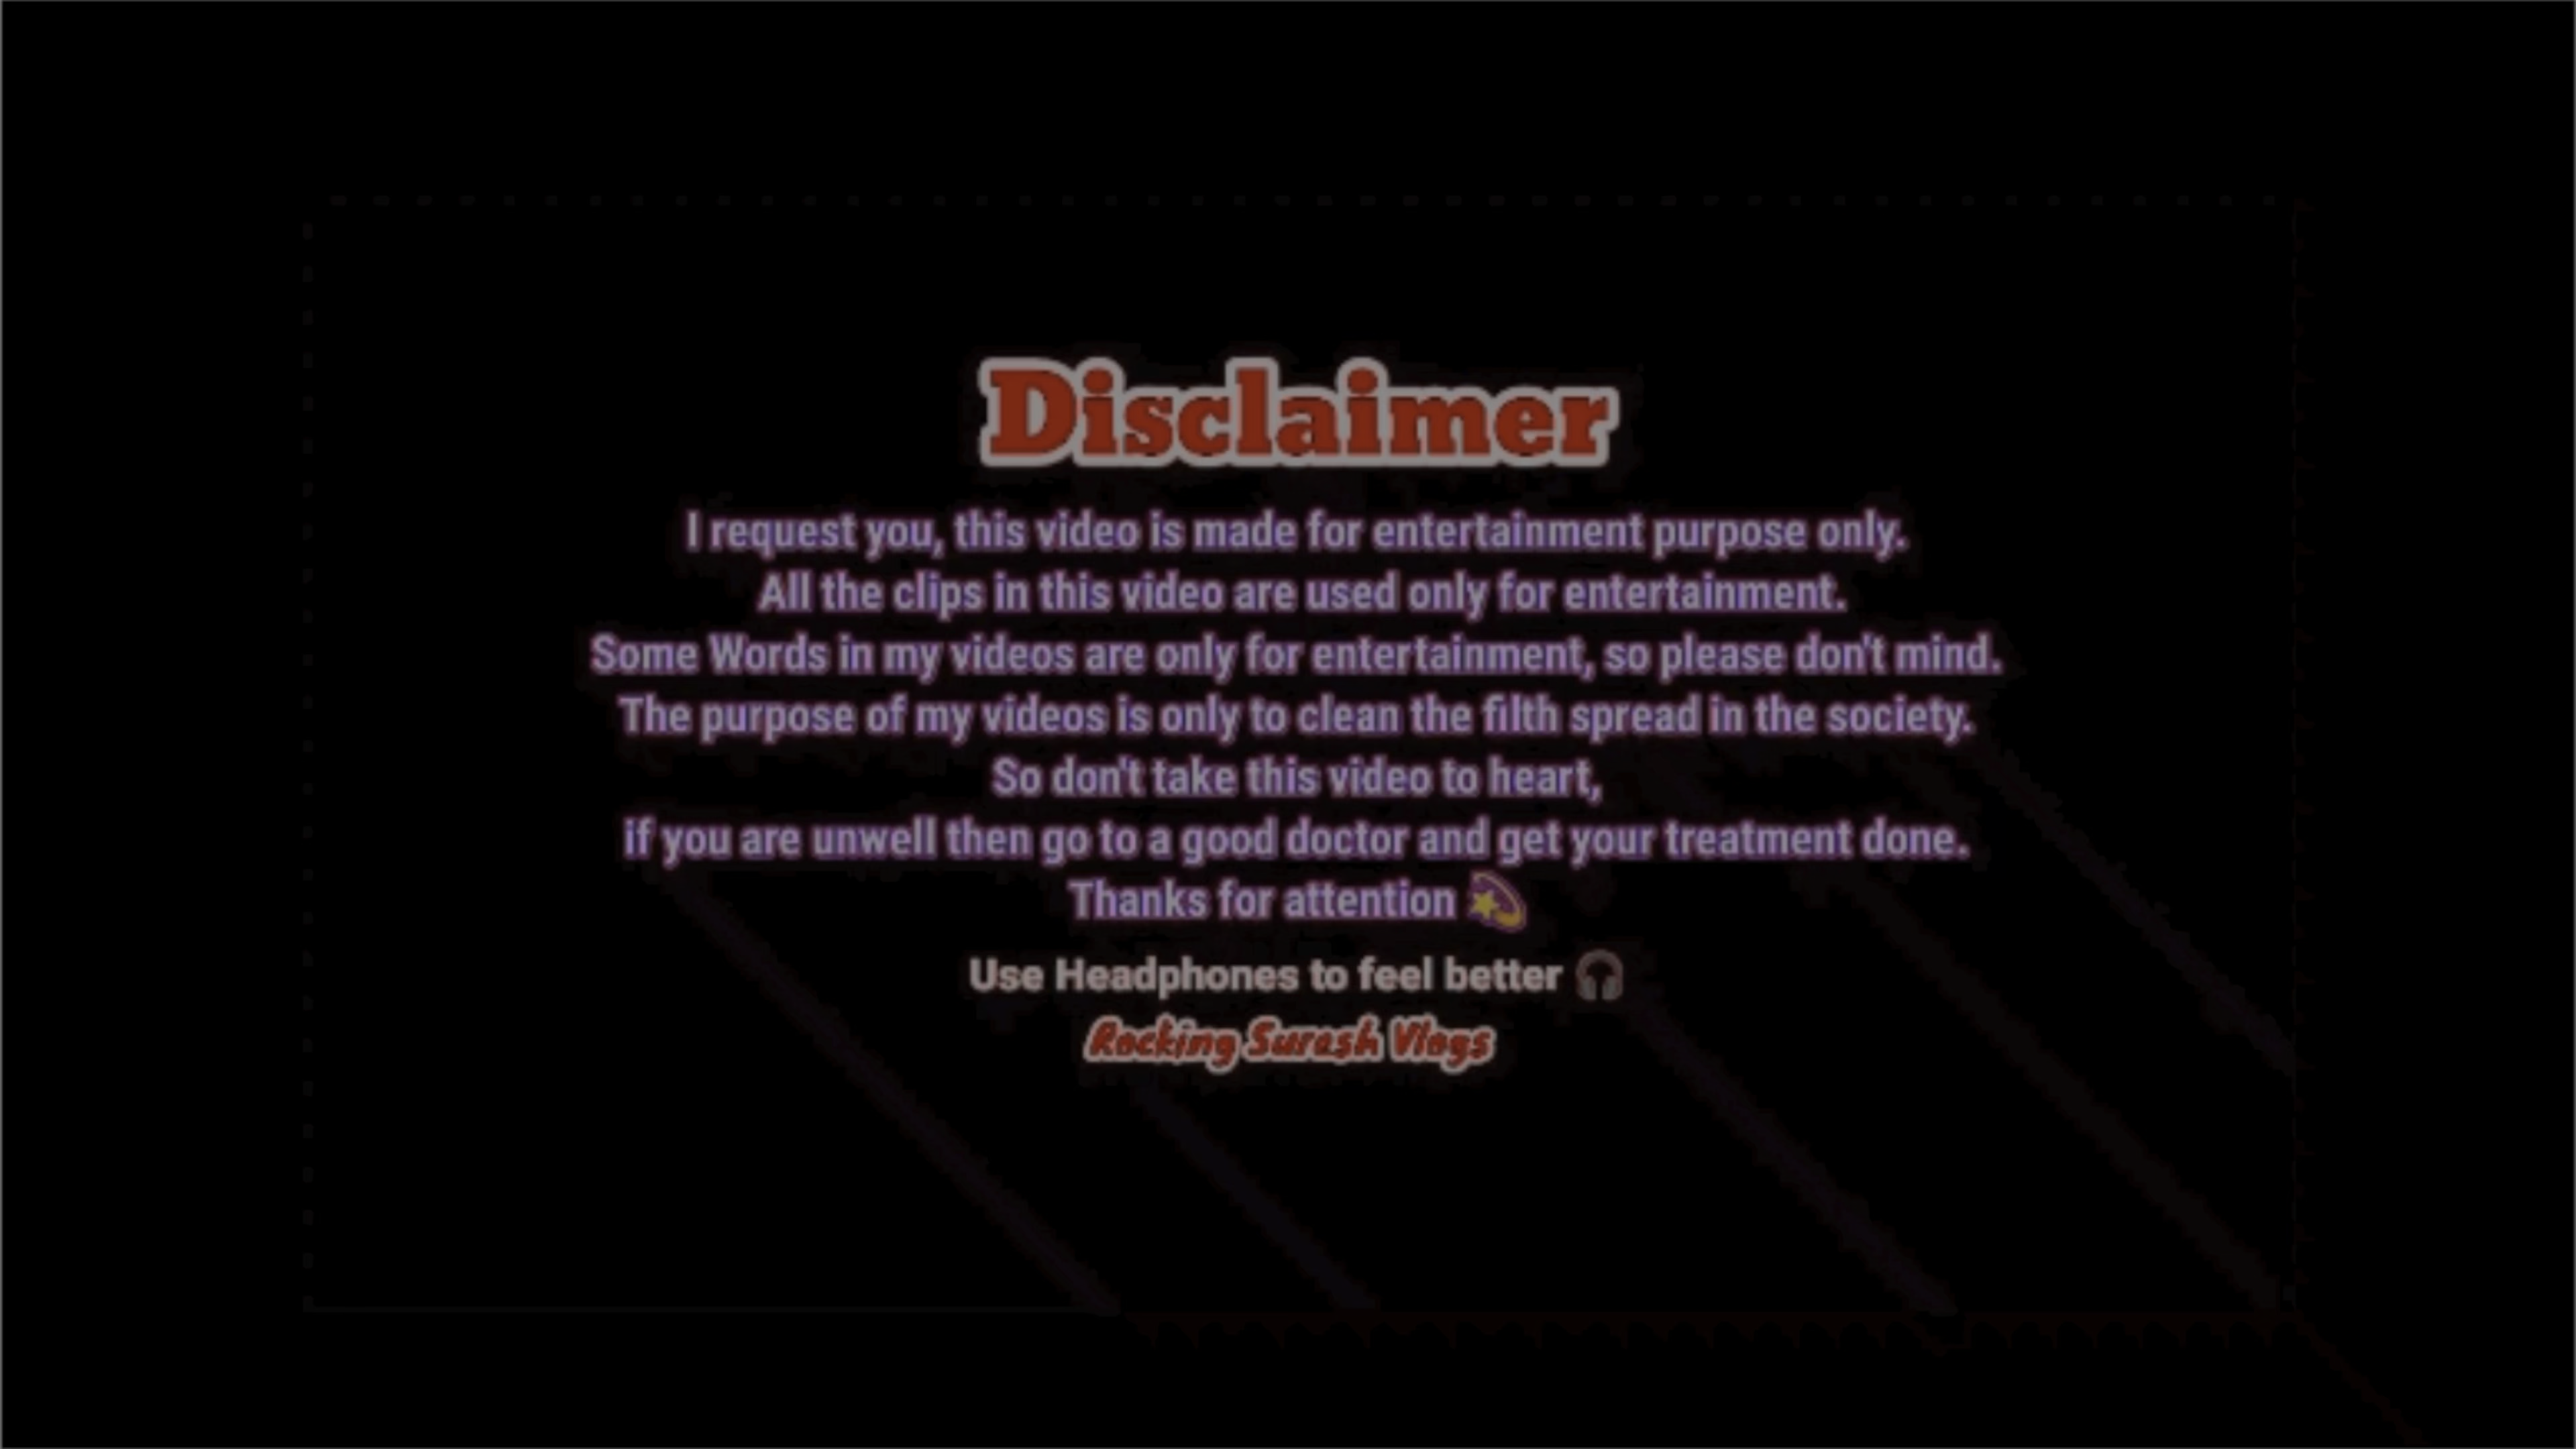 Disclaimer
I request you, this video is made for entertainment purpose only.
All the clips in this video are used only for entertainment.
Some Words in my videos are only for entertainment, so please don't mind.
The purpose of my videos is only to clean the filth spread in the society.
So don't take this video to heart,
if you are unwell then go to a good doctor and get your treatment done.
Thanks for attention 💫
Use Headphones to feel better 🎧
Rocking Suresh Vlogs